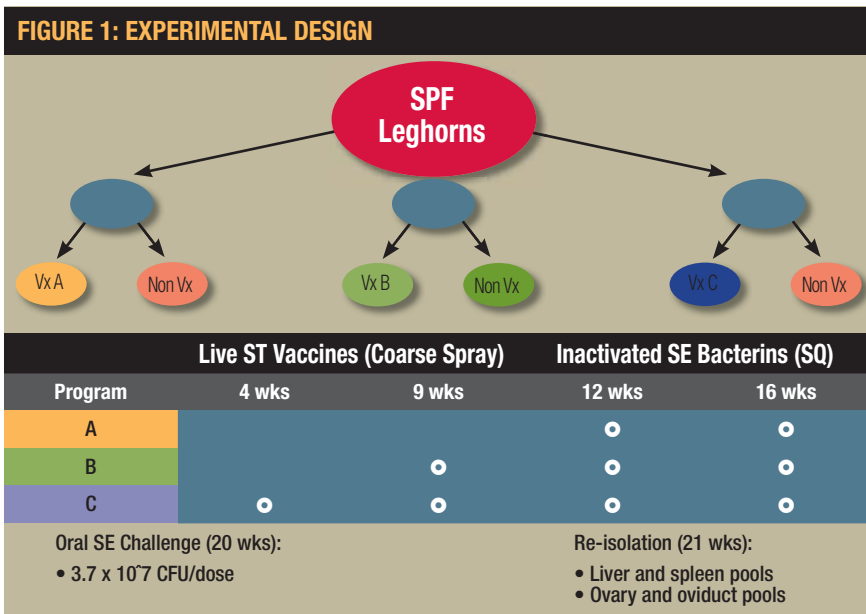 FIGURE 1: EXPERIMENTAL DESIGN
SPF
Leghorns
Vx A
Non Vx
Vx B
Non Vx
Vx C
Non Vx
Live ST Vaccines (Coarse Spray)
Inactivated SE Bacterins (SQ)
Program
4 wks
9 wks
12 wks
16 wks
A
B
C
Oral SE Challenge (20 wks):
• 3.7 x 10^7 CFU/dose
Re-isolation (21 wks):
• Liver and spleen pools
• Ovary and oviduct pools